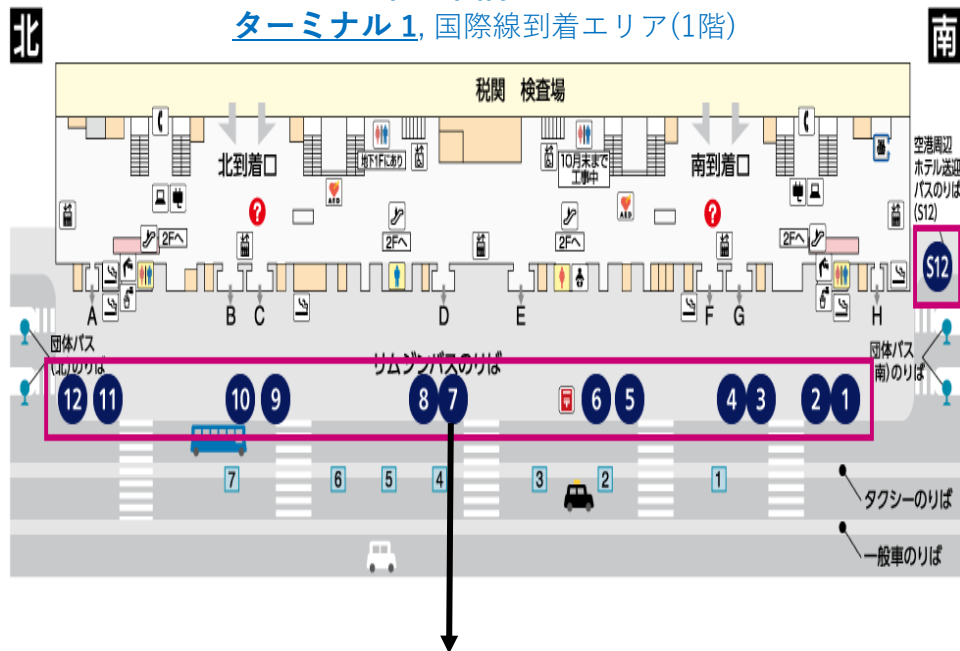 ターミナル 1, 国際線到着エリア(1階)
北
南
税関 検査場
北到着口
地下1Fにあり
10月末まで
工事中
南到着口
空港周辺
ホテル送迎
バスのりば
(S12)
AED
AED
?
?
2Fへ
2Fへ
2Fへ
2Fへ
S12
A
B
C
D
E
F
G
H
団体バス
(北)のりば
リムジンバスのりば
団体バス
(南)のりば
12 11 10 9 8 7 6 5 4 3 2 1
7 6 5 4 3 2 1
タクシーのりば
一般車のりば